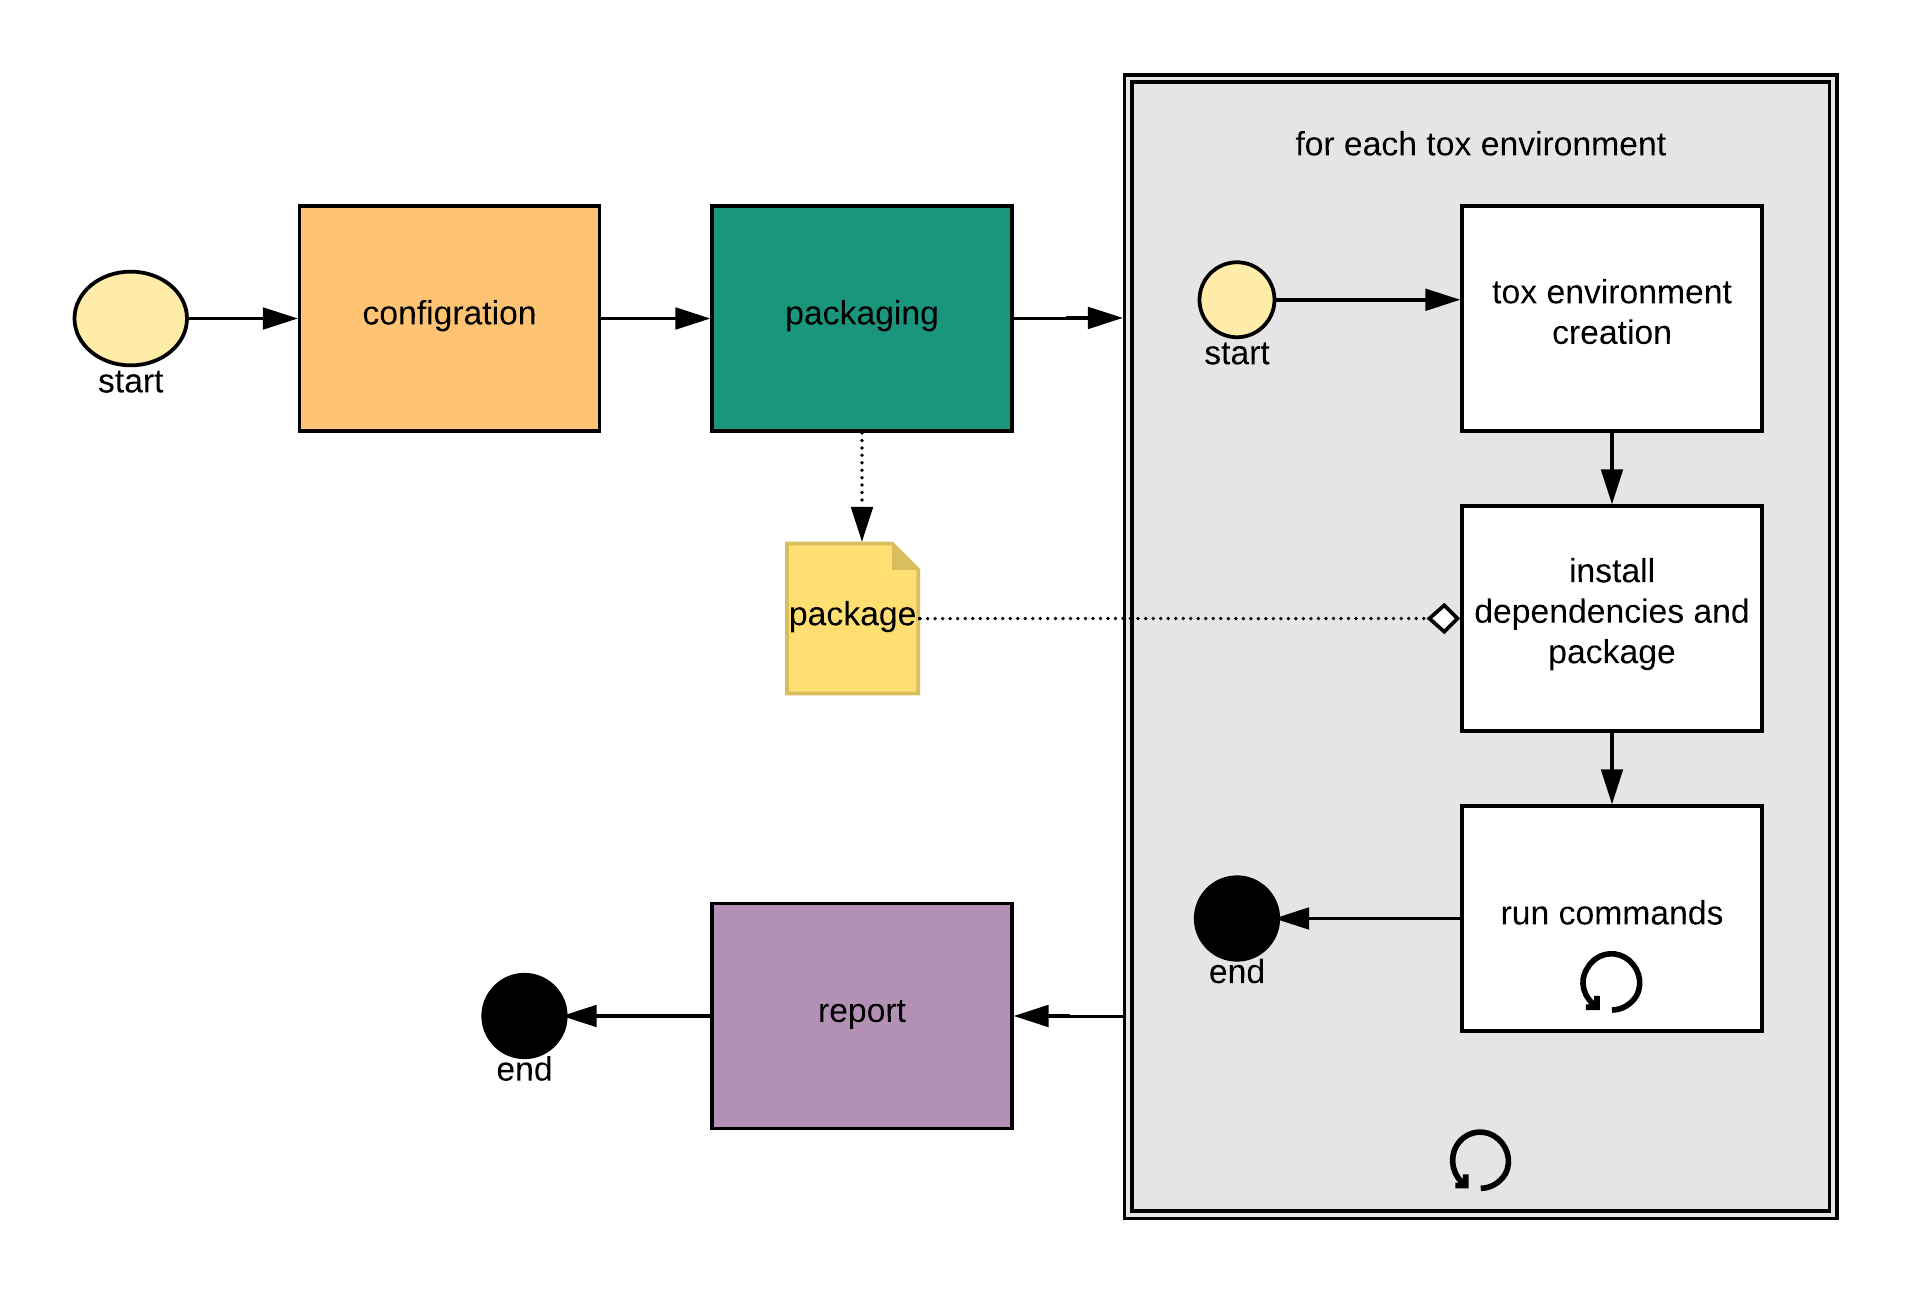 for each tox environment
start
configration
packaging
start
tox environment
creation
package
install
dependencies and
package
run commands
end
report
end